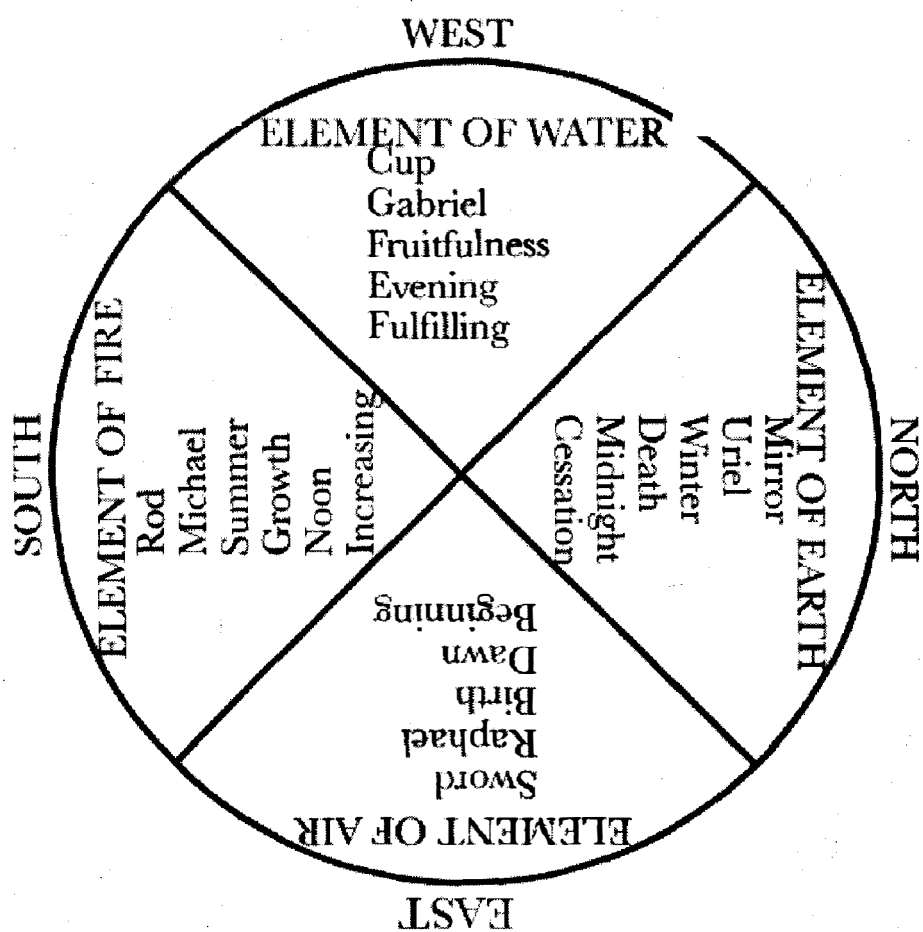 WEST
ELEMENT OF WATER
Cup
Gabriel
Fruitfulness
Evening
Fulfilling
SOUTH
ELEMENT OF FIRE
Rod
Michael
Summer
Growth
Noon
Increasing
NORTH
ELEMENT OF EARTH
Mirror
Uriel
Winter
Death
Midnight
Cessation
EAST
ELEMENT OF AIR
Sword
Raphael
Birth
Dawn
Beginning